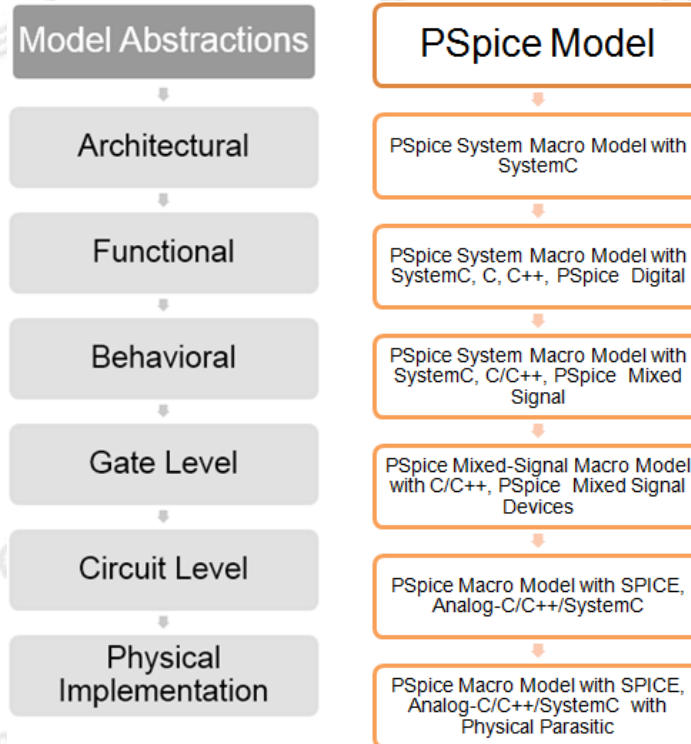 Model Abstractions
Architectural
Functional
Behavioral
Gate Level
Circuit Level
Physical
Implementation
PSpice Model
PSpice System Macro Model with
SystemC
PSpice System Macro Model with
SystemC, C, C++, PSpice Digital
PSpice System Macro Model with
SystemC, C/C++, PSpice Mixed
Signal
PSpice Mixed-Signal Macro Model
with C/C++, PSpice Mixed Signal
Devices
PSpice Macro Model with SPICE,
Analog-C/C++/SystemC
PSpice Macro Model with SPICE,
Analog-C/C++/SystemC with
Physical Parasitic